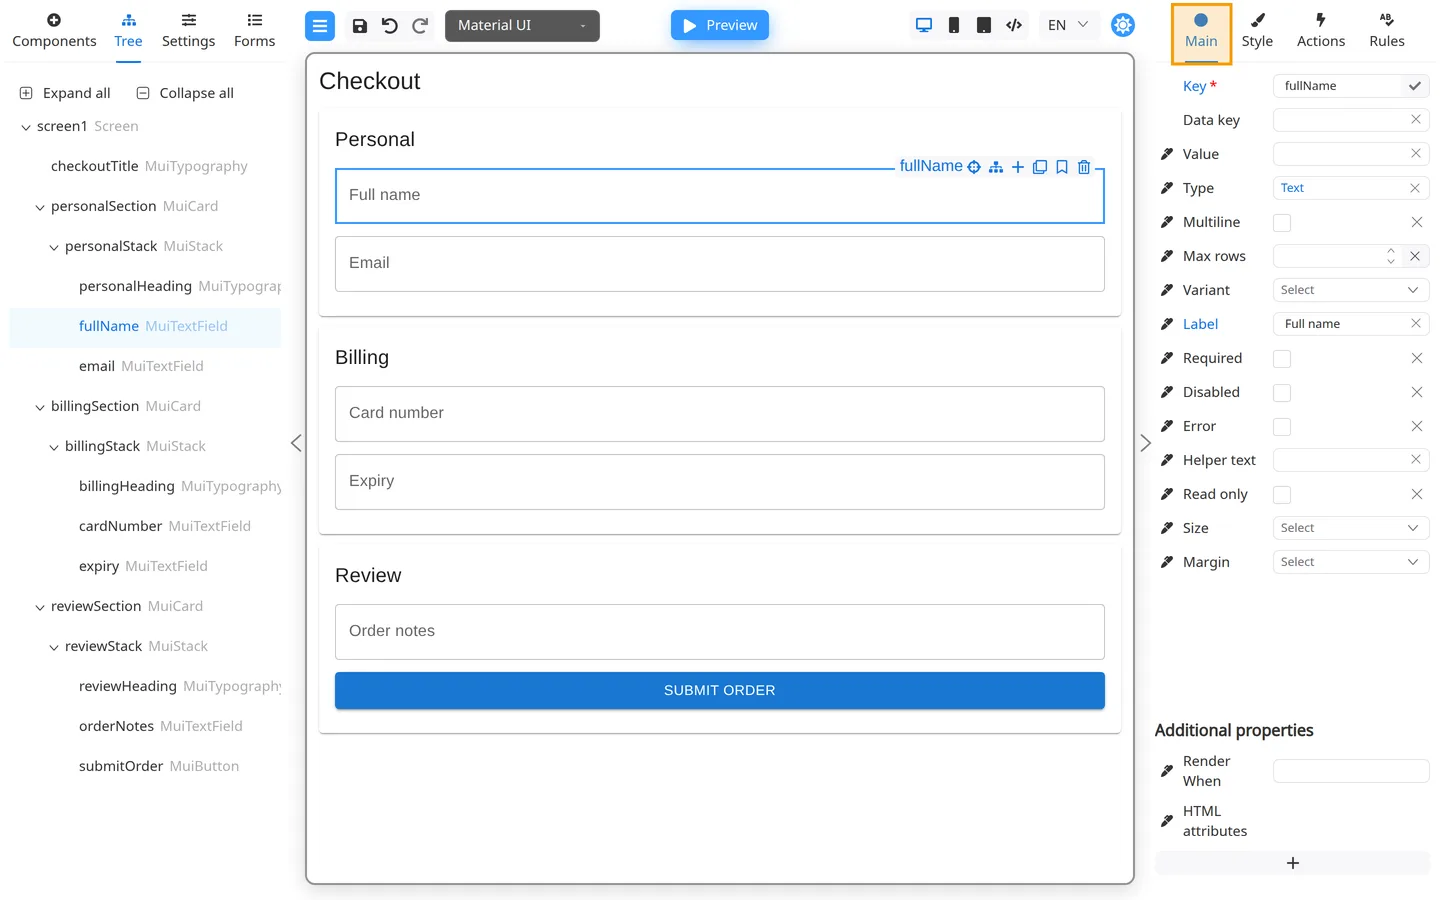 Components
Tree
Settings
Forms
Material UI
Preview
EN
Main
Style
Actions
AB
Rules
Expand all
Collapse all
screen1 Screen
checkoutTitle MuiTypography
personalSection MuiCard
personalStack MuiStack
personalHeading MuiTypograp
fullName MuiTextField
email MuiTextField
billingSection MuiCard
billingStack MuiStack
billingHeading MuiTypography
cardNumber MuiTextField
expiry MuiTextField
reviewSection MuiCard
reviewStack MuiStack
reviewHeading MuiTypography
orderNotes MuiTextField
submitOrder MuiButton
Checkout
Personal
fullName
Full name
Email
Billing
Card number
Expiry
Review
Order notes
SUBMIT ORDER
Key * fullName
Data key
Value
Type Text
Multiline
Max rows
Variant Select
Label Full name
Required
Disabled
Error
Helper text
Read only
Size Select
Margin Select
Additional properties
Render
When
HTML
attributes